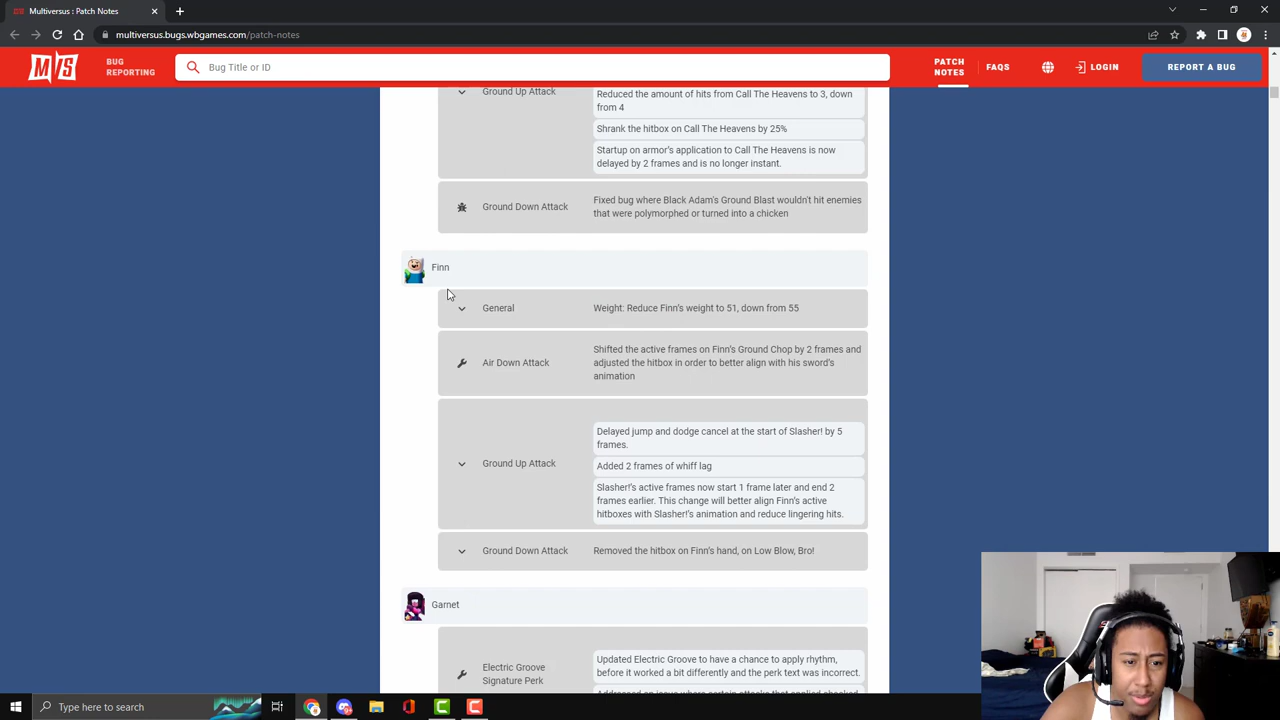 Multiversus : Patch Notes
multiversus.bugs.wbgames.com/patch-notes
M/S
BUG
REPORTING
Bug Title or ID
PATCH
NOTES
FAQS
LOGIN
REPORT A BUG
Ground Up Attack
Reduced the amount of hits from Call The Heavens to 3, down
from 4
Shrank the hitbox on Call The Heavens by 25%
Startup on armor's application to Call The Heavens is now
delayed by 2 frames and is no longer instant.
Ground Down Attack
Fixed bug where Black Adam's Ground Blast wouldn't hit enemies
that were polymorphed or turned into a chicken
Finn
General
Weight: Reduce Finn's weight to 51, down from 55
Air Down Attack
Shifted the active frames on Finn's Ground Chop by 2 frames and
adjusted the hitbox in order to better align with his sword's
animation
Ground Up Attack
Delayed jump and dodge cancel at the start of Slasher! by 5
frames.
Added 2 frames of whiff lag
Slasher!'s active frames now start 1 frame later and end 2
frames earlier. This change will better align Finn's active
hitboxes with Slasher!'s animation and reduce lingering hits.
Ground Down Attack
Removed the hitbox on Finn's hand, on Low Blow, Bro!
Garnet
Electric Groove
Signature Perk
Updated Electric Groove to have a chance to apply rhythm,
before it worked a bit differently and the perk text was incorrect.
Addressed an issue where certain attacks that applied shocked
Type here to search